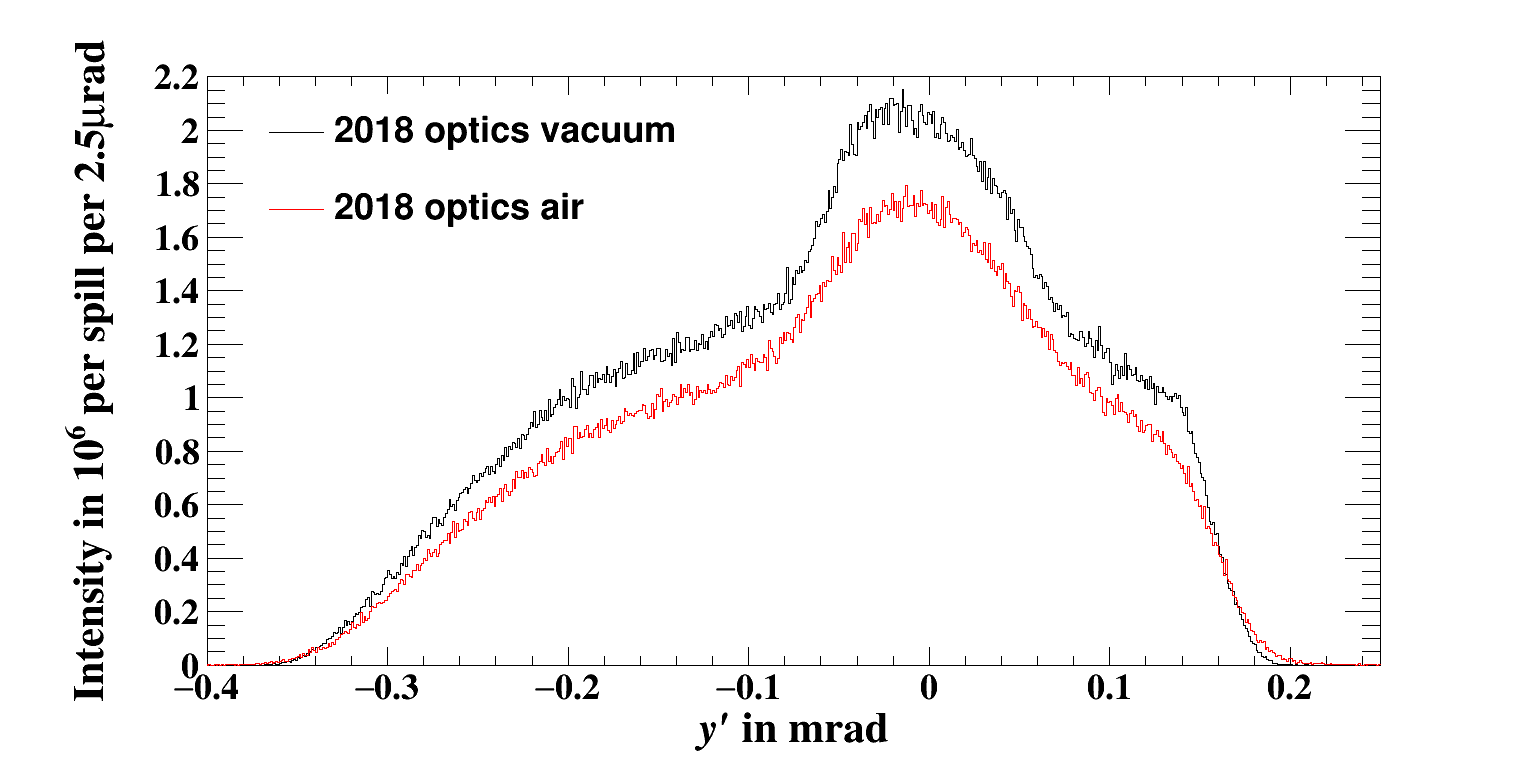 Intensity in 10⁶ per spill per 2.5μrad
2.2
2
1.8
1.6
1.4
1.2
1
0.8
0.6
0.4
0.2
0
2018 optics vacuum
2018 optics air
−0.4 −0.3 −0.2 −0.1 0 0.1 0.2
y′ in mrad